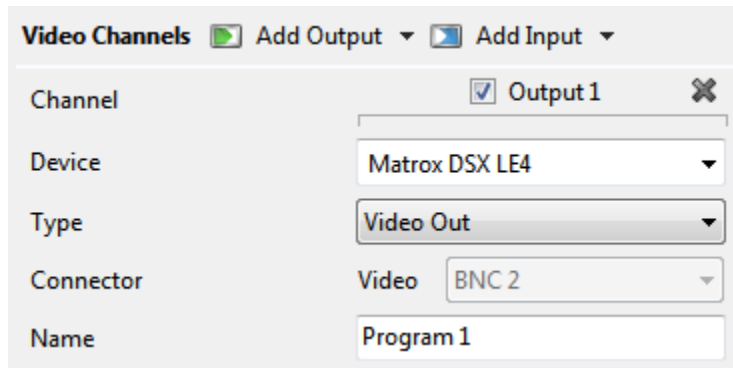 Video Channels Add Output Add Input
Channel Output 1
Device Matrox DSX LE4
Type Video Out
Connector Video BNC 2
Name Program 1